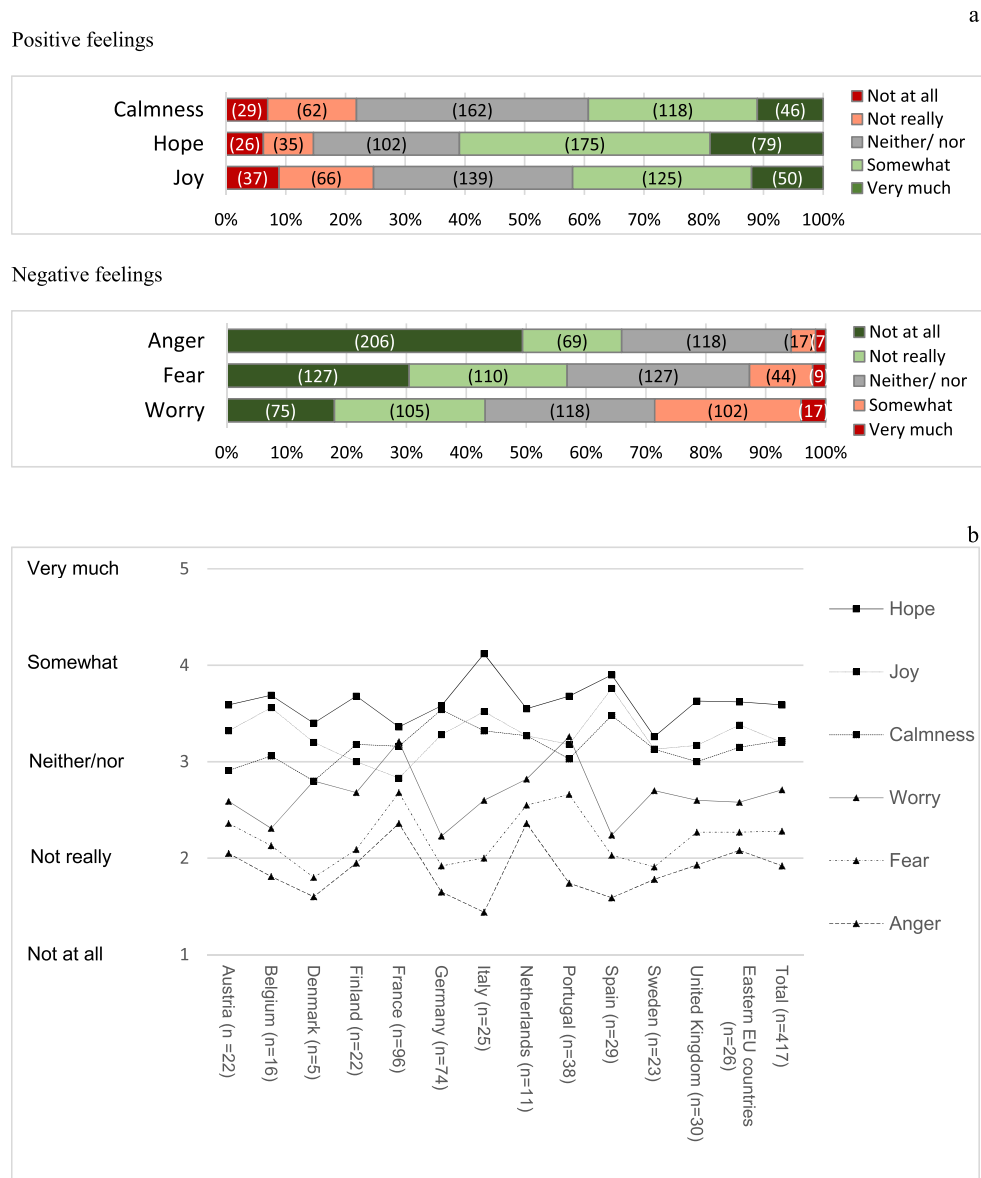 a
Positive feelings
Calmness (29) (62) (162) (118) (46)
Hope (26) (35) (102) (175) (79)
Joy (37) (66) (139) (125) (50)
0% 10% 20% 30% 40% 50% 60% 70% 80% 90% 100%
Not at all
Not really
Neither/ nor
Somewhat
Very much
Negative feelings
Anger (206) (69) (118) (17) (7
Fear (127) (110) (127) (44) (9)
Worry (75) (105) (118) (102) (17
0% 10% 20% 30% 40% 50% 60% 70% 80% 90% 100%
Not at all
Not really
Neither/ nor
Somewhat
Very much
b
Very much 5
Somewhat 4
Neither/nor 3
Not really 2
Not at all 1
Hope
Joy
Calmness
Worry
Fear
Anger
Austria (n =22)
Belgium (n=16)
Denmark (n=5)
Finland (n=22)
France (n=96)
Germany (n=74)
Italy (n=25)
Netherlands (n=11)
Portugal (n=38)
Spain (n=29)
Sweden (n=23)
United Kingdom (n=30)
Eastern EU countries
(n=26)
Total (n=417)